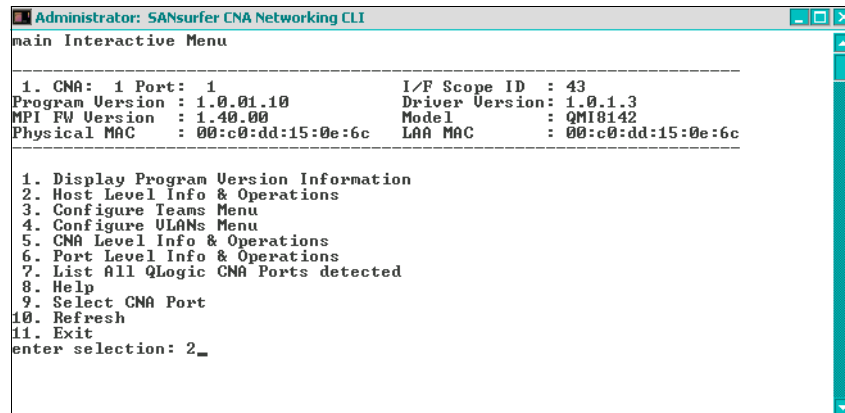 Administrator: SANsurfer CNA Networking CLI
main Interactive Menu
1. CNA: 1 Port: 1 I/F Scope ID : 43
Program Version : 1.0.01.10 Driver Version: 1.0.1.3
MPI FW Version : 1.40.00 Model : QMI8142
Physical MAC : 00:c0:dd:15:0e:6c LAA MAC : 00:c0:dd:15:0e:6c
1. Display Program Version Information
2. Host Level Info & Operations
3. Configure Teams Menu
4. Configure VLANs Menu
5. CNA Level Info & Operations
6. Port Level Info & Operations
7. List All QLogic CNA Ports detected
8. Help
9. Select CNA Port
10. Refresh
11. Exit
enter selection: 2_